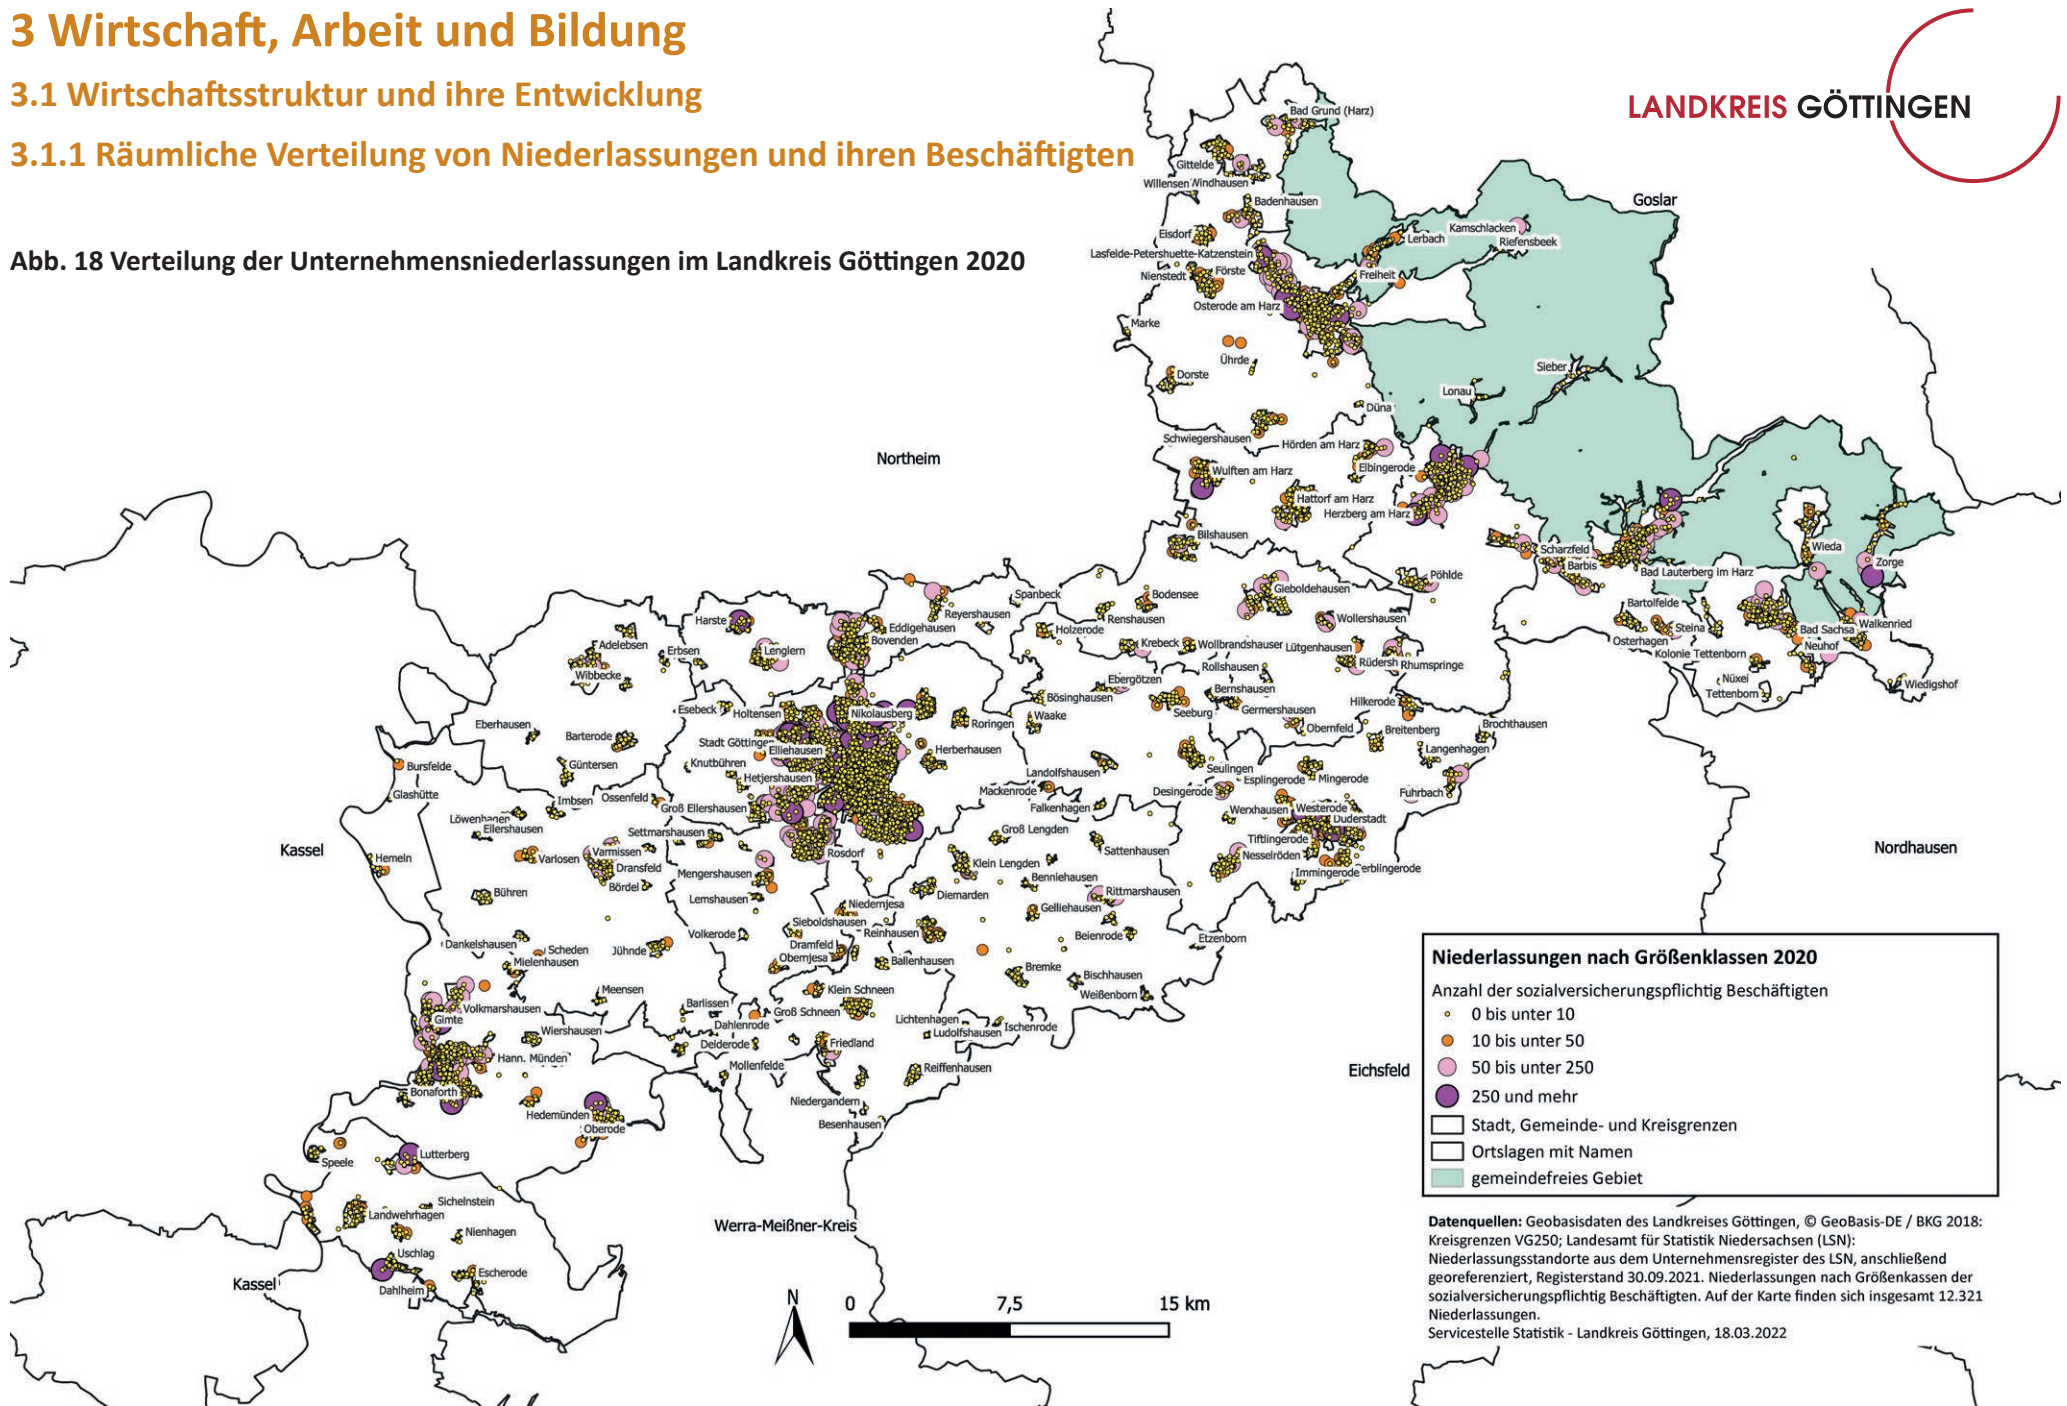 3 Wirtschaft, Arbeit und Bildung
3.1 Wirtschaftsstruktur und ihre Entwicklung
3.1.1 Räumliche Verteilung von Niederlassungen und ihren Beschäftigten
LANDKREIS GÖTTINGEN
Abb. 18 Verteilung der Unternehmensniederlassungen im Landkreis Göttingen 2020
Bad Grund (Harz)
Gittelde
Willensen
Windhausen
Badenhausen
Goslar
Kamschlacken
Riefensbeek
Eisdorf
Lerbach
Lasfelde-Petershuette-Katzenstein
Nienstedt
Förste
Freiheit
Osterode am Harz
Marke
Ührde
Dorste
Sieber
Lonau
Düna
Schwiegershausen
Hörden am Harz
Northeim
Wulften am Harz
Elbingerode
Hattorf am Harz
Herzberg am Harz
Bilshausen
Scharzfeld
Barbis
Wieda
Zorge
Bad Lauterberg im Harz
Pöhlde
Gieboldehausen
Spanbeck
Bodensee
Reyershausen
Renshausen
Wollershausen
Bartolfelde
Harste
Eddigehausen
Holzerode
Steina
Bad Sachsa
Walkenried
Bovenden
Osterhagen
Adelebsen
Erbsen
Lenglern
Krebeck
Wollbrandshauser
Lütgenhausen
Neuhof
Kolonie Tettenborn
Wibbecke
Rollshausen
Rüdersh
Rhumspringe
Nüxei
Tettenborn
Wiedigshof
Ebergötzen
Bösinghausen
Bernshausen
Esebeck
Holtensen
Nikolausberg
Roringen
Waake
Seeburg
Germershausen
Hilkerode
Eberhausen
Obernfeld
Breitenberg
Brochthausen
Barterode
Stadt Göttingen
Elliehausen
Herberhausen
Langenhagen
Bursfelde
Güntersen
Knutbühren
Hetjershausen
Landolfshausen
Seulingen
Esplingerode
Mingerode
Glashütte
Imbsen
Ossenfeld
Groß Ellershausen
Mackenrode
Desingerode
Fuhrbach
Falkenhagen
Werxhausen
Westerode
Duderstadt
Löwenhagen
Ellershausen
Settmarshausen
Groß Lengden
Tiftlingerode
Kassel
Hemeln
Varlosen
Varmissen
Rosdorf
Sattenhausen
Nesselröden
Nordhausen
Dransfeld
Klein Lengden
Immingerode
erblingerode
Mengershausen
Benniehausen
Bördel
Bühren
Diemarden
Rittmarshausen
Lemshausen
Niedernjesa
Gelliehausen
Sieboldshausen
Volkerode
Reinhausen
Beienrode
Etzenborn
Dankelshausen
Scheden
Jühnde
Dramfeld
Obernjesa
Mielenhausen
Ballenhausen
Bremke
Bischhausen
Meensen
Klein Schneen
Weißenborn
Barlissen
Groß Schneen
Volkmarshausen
Gimte
Dahlenrode
Lichtenhagen
Ludolfshausen
Ischenrode
Wiershausen
Deiderode
Friedland
Hann. Münden
Mollenfelde
Reiffenhausen
Eichsfeld
Bonaforth
Niedergandern
Hedemünden
Besenhausen
Oberode
Lutterberg
Speele
Sichelnstein
Landwehrhagen
Nienhagen
Werra-Meißner-Kreis
Uschlag
Escherode
Kassel
Dahlheim
N
0
7,5
15 km
Niederlassungen nach Größenklassen 2020
Anzahl der sozialversicherungspflichtig Beschäftigten
0 bis unter 10
10 bis unter 50
50 bis unter 250
250 und mehr
Stadt, Gemeinde- und Kreisgrenzen
Ortslagen mit Namen
gemeindefreies Gebiet
Datenquellen: Geobasisdaten des Landkreises Göttingen, © GeoBasis-DE / BKG 2018:
Kreisgrenzen VG250; Landesamt für Statistik Niedersachsen (LSN):
Niederlassungsstandorte aus dem Unternehmensregister des LSN, anschließend
georeferenziert, Registerstand 30.09.2021. Niederlassungen nach Größenkassen der
sozialversicherungspflichtig Beschäftigten. Auf der Karte finden sich insgesamt 12.321
Niederlassungen.
Servicestelle Statistik - Landkreis Göttingen, 18.03.2022